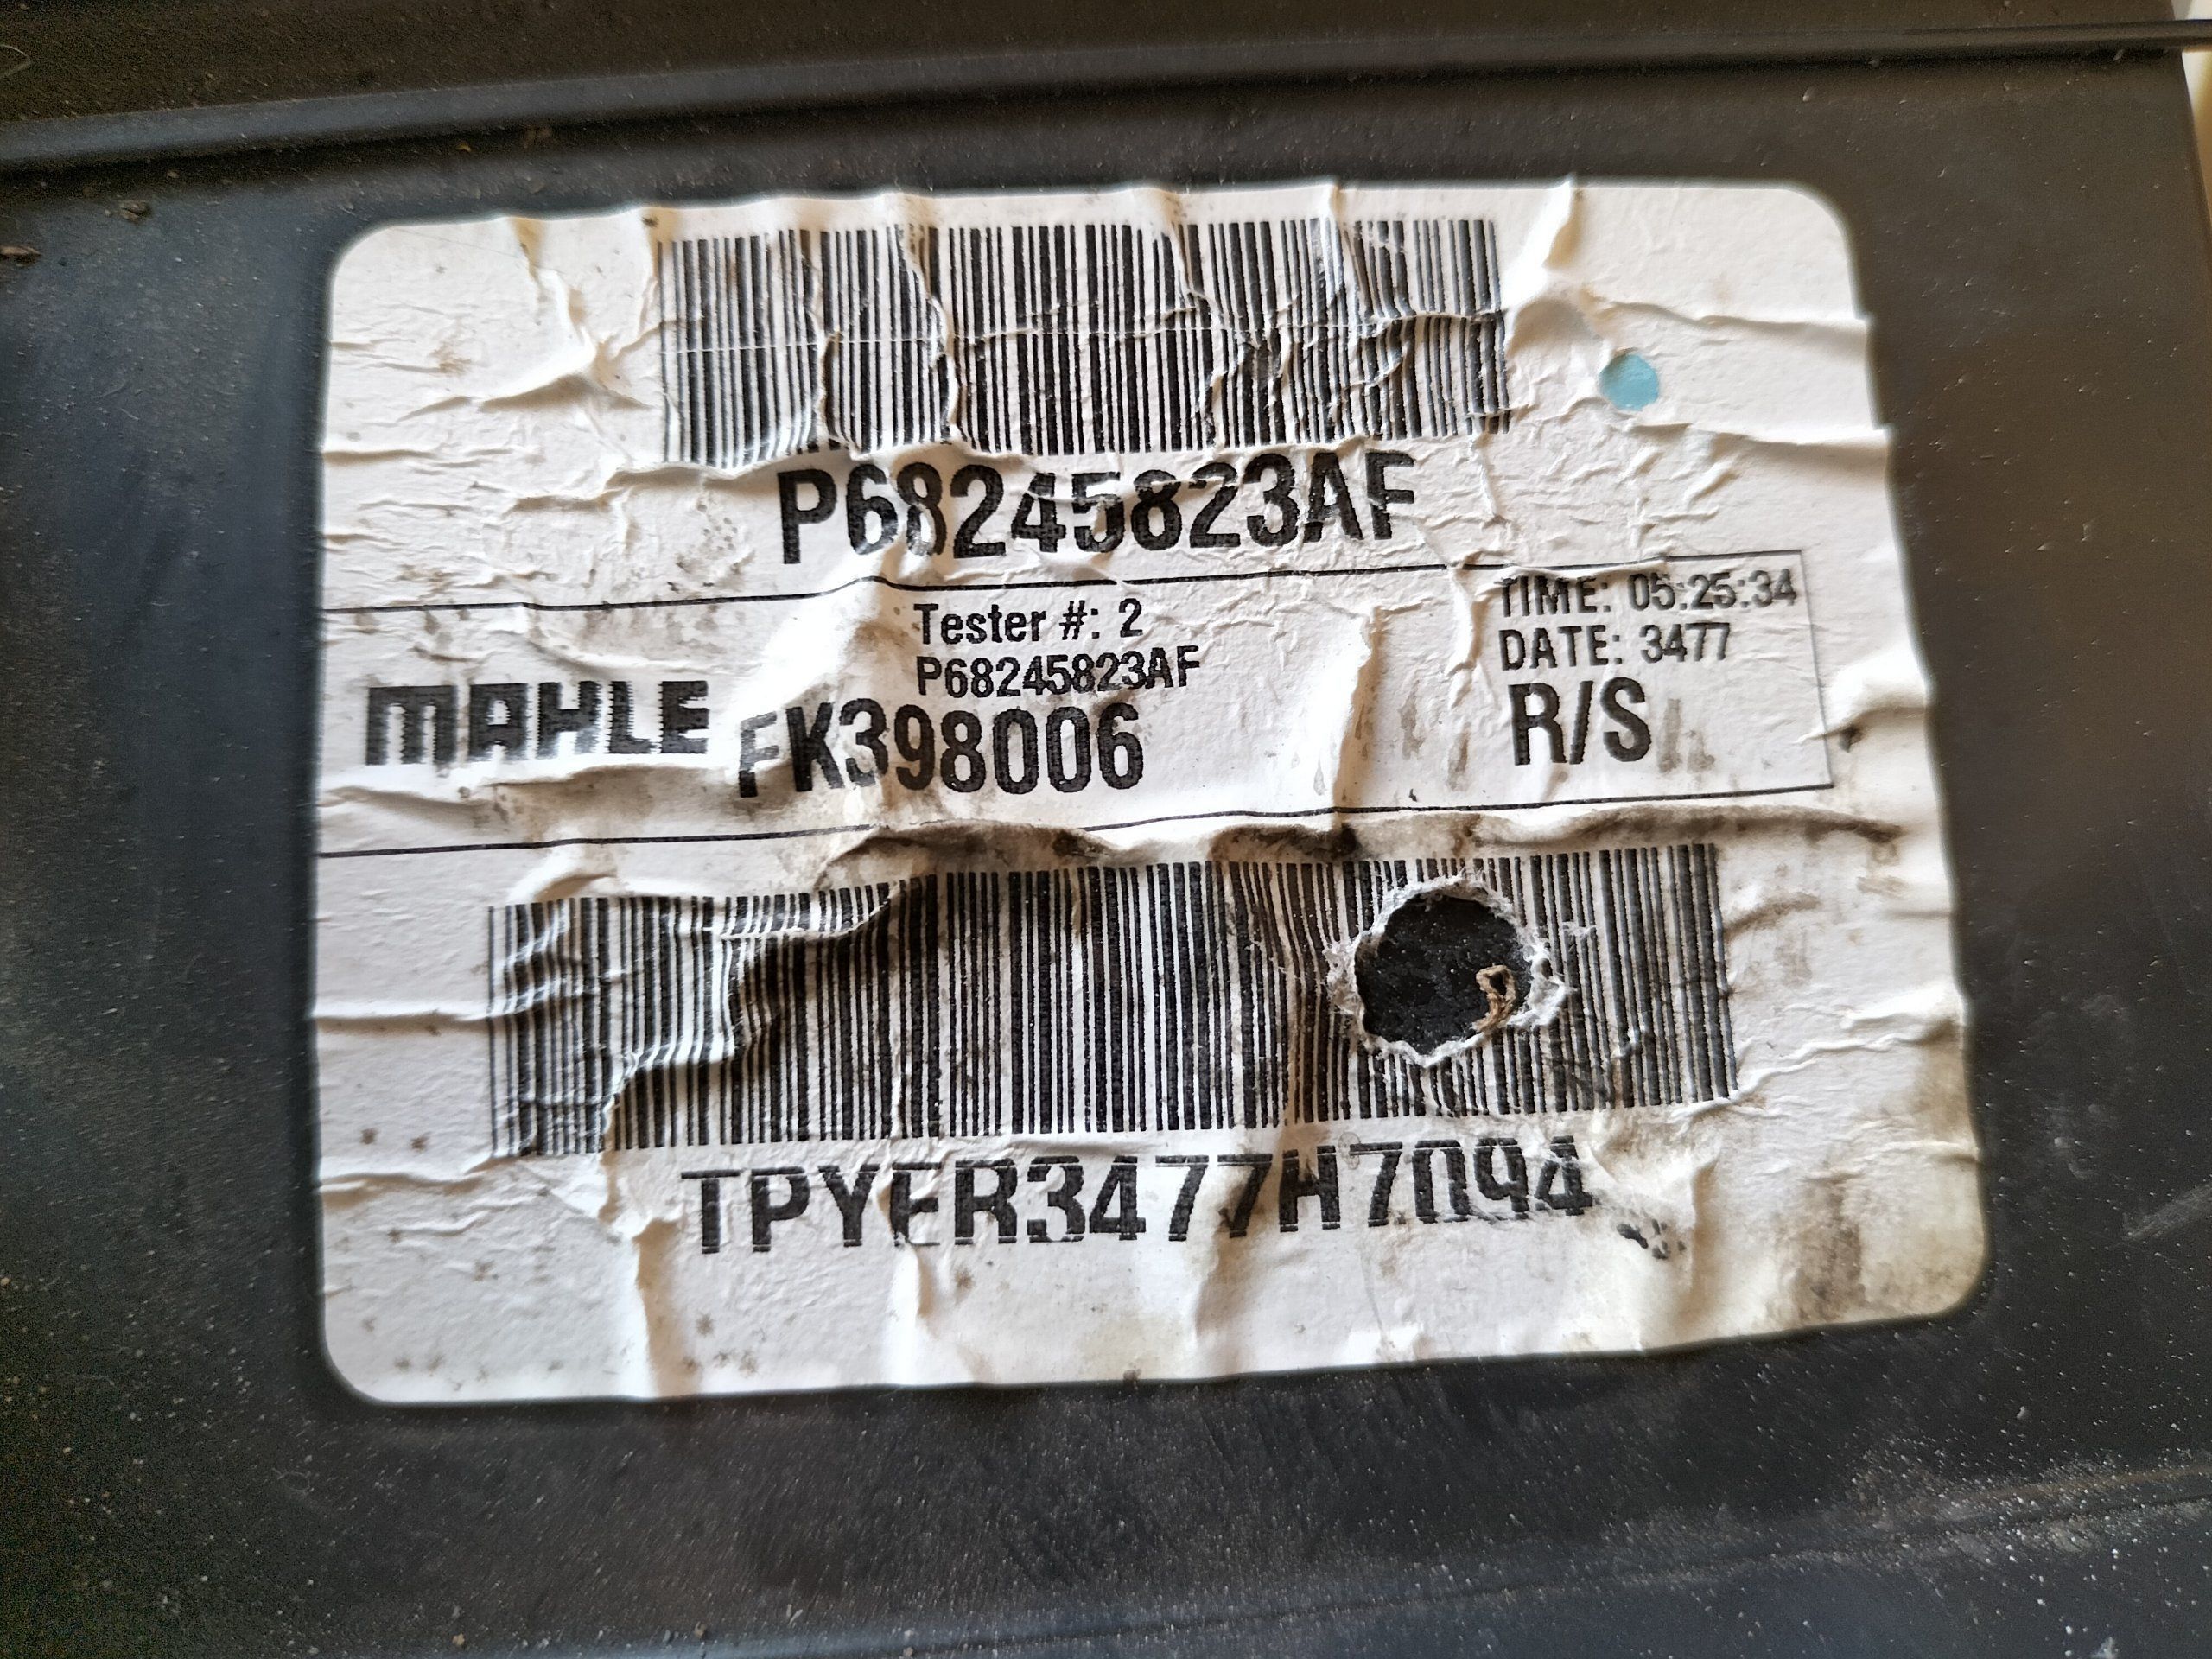 P68245823AF
Tester #: 2
P68245823AF
MAHLE FK398006
TIME: 05:25:34
DATE: 3477
R/S
TPYER3477H7094